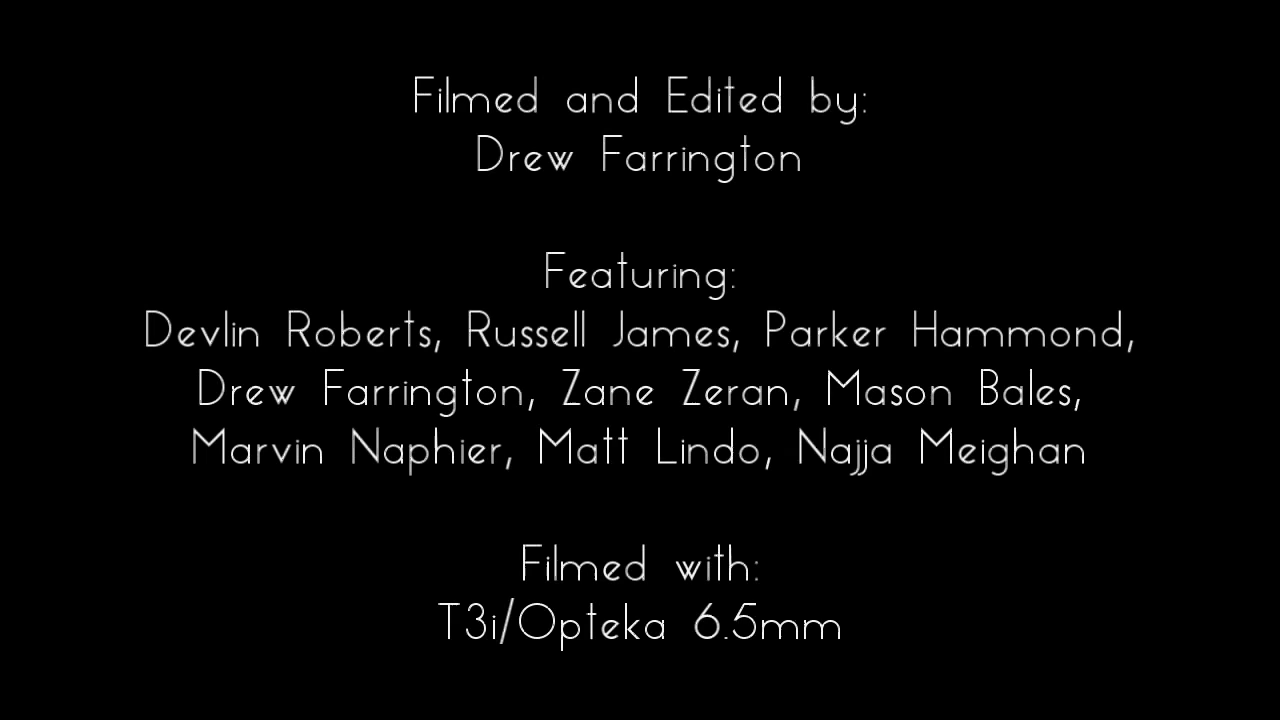 Filmed and Edited by:
Drew Farrington
Featuring:
Devlin Roberts, Russell James, Parker Hammond,
Drew Farrington, Zane Zeran, Mason Bales,
Marvin Naphier, Matt Lindo, Najja Meighan
Filmed with:
T3i/Opteka 6.5mm